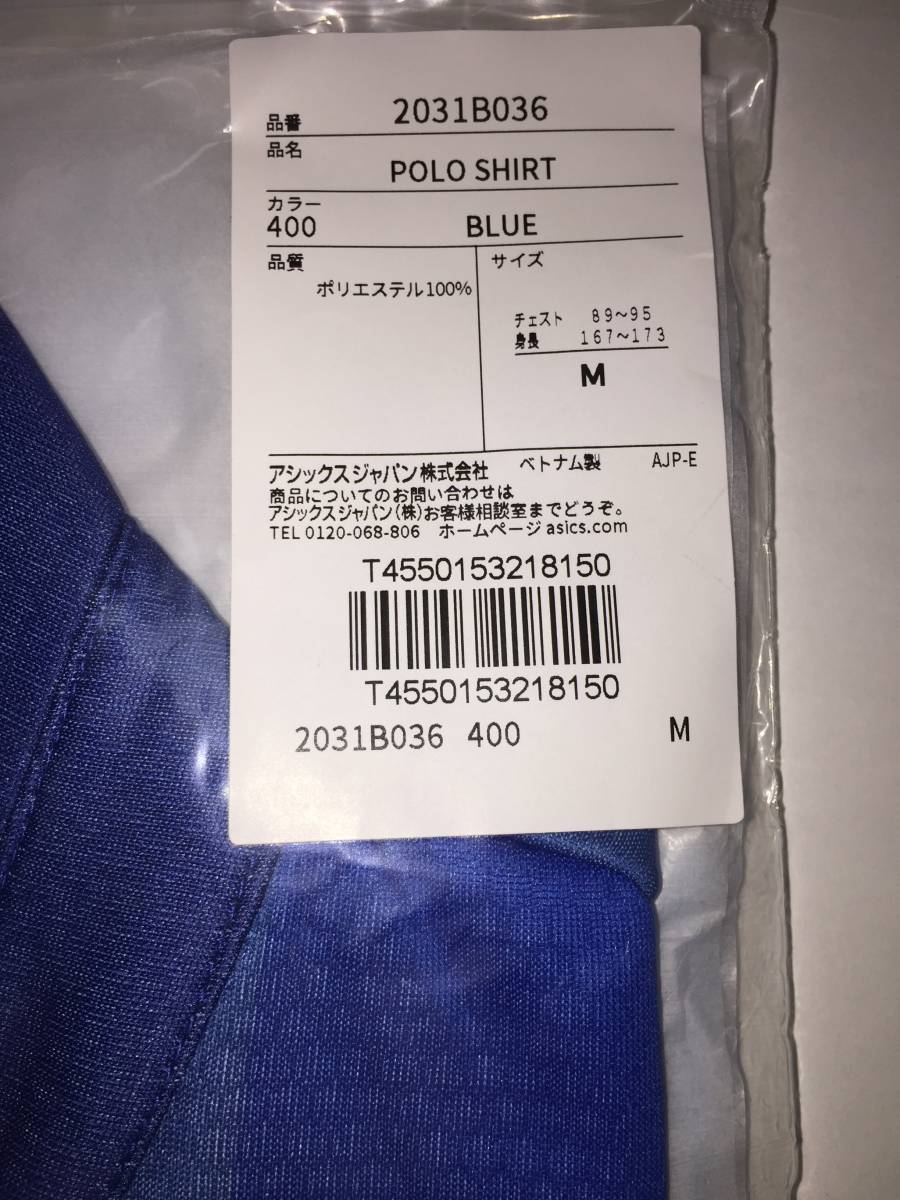 品番 2031B036
品名
POLO SHIRT
カラー
400 BLUE
品質
ポリエステル100%
サイズ
チェスト 89～95
身長 167～173
M
アシックスジャパン株式会社 ベトナム製 AJP-E
商品についてのお問い合わせは
アシックスジャパン(株)お客様相談室までどうぞ。
TEL 0120-068-806 ホームページ asics.com
T4550153218150
T4550153218150
2031B036 400 M